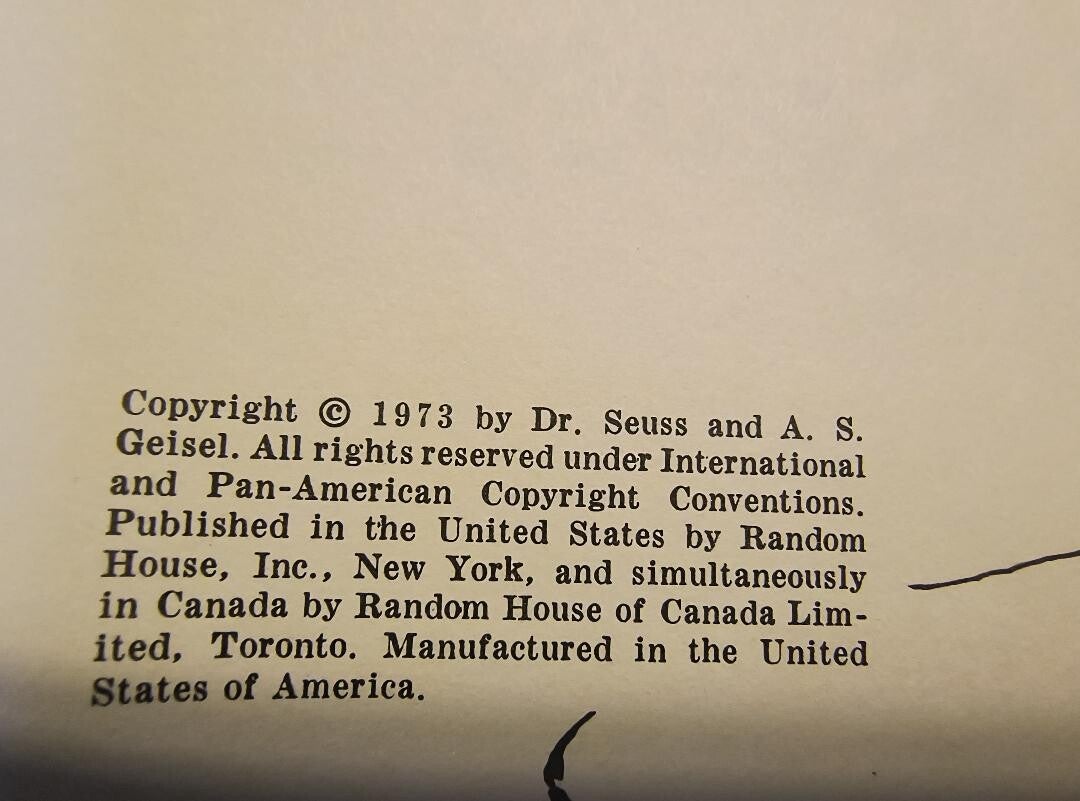 Copyright © 1973 by Dr. Seuss and A. S.
Geisel. All rights reserved under International
and Pan-American Copyright Conventions.
Published in the United States by Random
House, Inc., New York, and simultaneously
in Canada by Random House of Canada Lim-
ited, Toronto. Manufactured in the United
States of America.